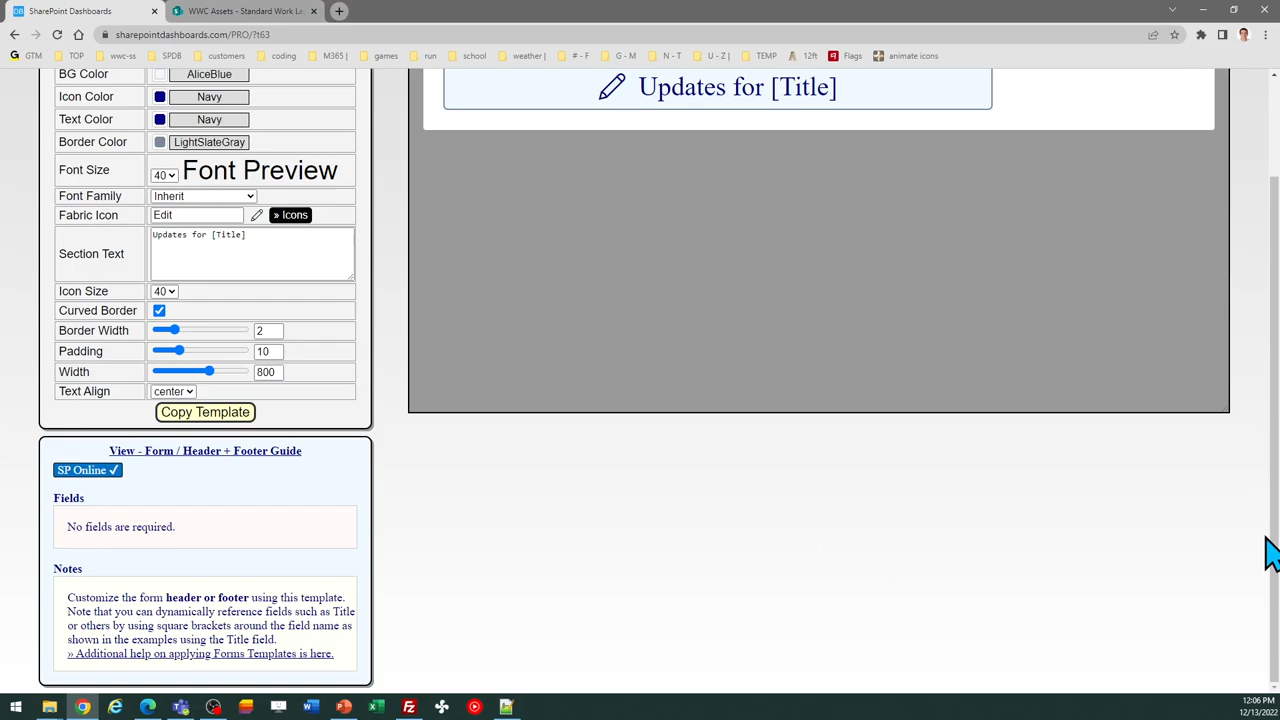 SharePoint Dashboards
WWC Assets - Standard Work La
sharepointdashboards.com/PRO/?t63
GTM TOP wwc-ss SPDB customers coding M365 | games run school weather | # - F G - M N - T U - Z | TEMP 12ft Flags animate icons
BG Color AliceBlue
Icon Color Navy
Text Color Navy
Border Color LightSlateGray
Font Size 40 Font Preview
Font Family Inherit
Fabric Icon Edit » Icons
Section Text Updates for [Title]
Icon Size 40
Curved Border
Border Width 2
Padding 10
Width 800
Text Align center
Copy Template
View - Form / Header + Footer Guide
SP Online ✓
Fields
No fields are required.
Notes
Customize the form header or footer using this template.
Note that you can dynamically reference fields such as Title
or others by using square brackets around the field name as
shown in the examples using the Title field.
» Additional help on applying Forms Templates is here.
Updates for [Title]
12:06 PM
12/13/2022